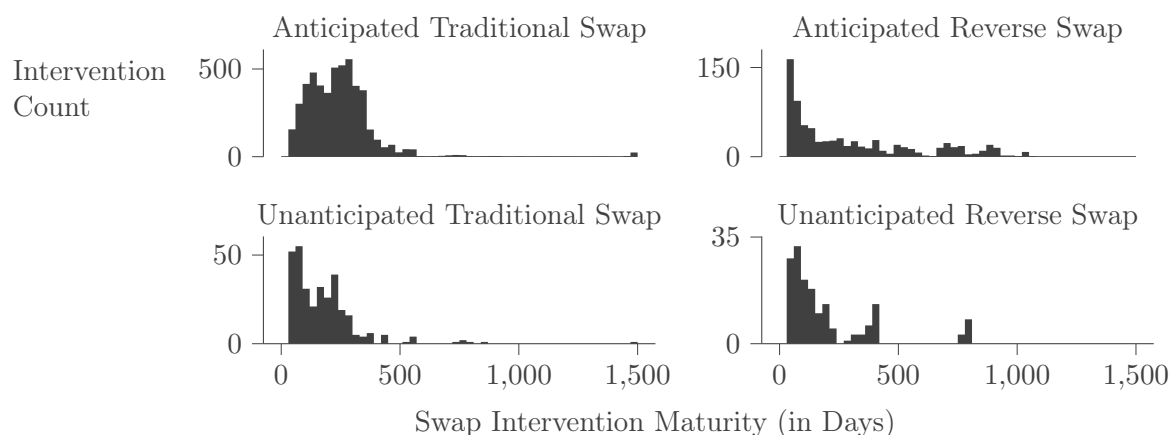 Anticipated Traditional Swap
Anticipated Reverse Swap
Intervention
Count
500
0
150
0
Unanticipated Traditional Swap
Unanticipated Reverse Swap
50
0
35
0
0 500 1,000 1,500
0 500 1,000 1,500
Swap Intervention Maturity (in Days)